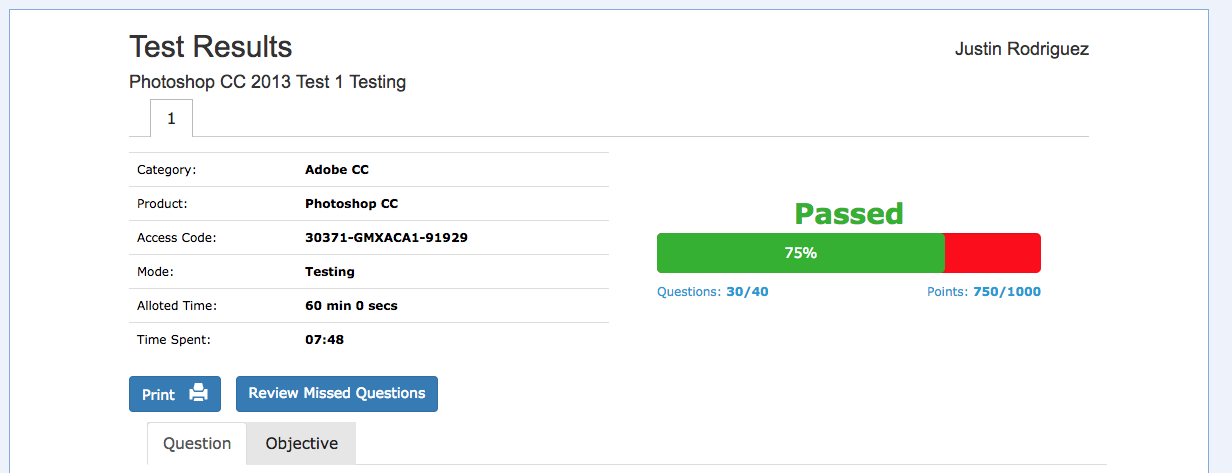 Test Results
Justin Rodriguez
Photoshop CC 2013 Test 1 Testing
1
Category: Adobe CC
Product: Photoshop CC
Access Code: 30371-GMXACA1-91929
Mode: Testing
Alloted Time: 60 min 0 secs
Time Spent: 07:48
Passed
75%
Questions: 30/40 Points: 750/1000
Print Review Missed Questions
Question Objective